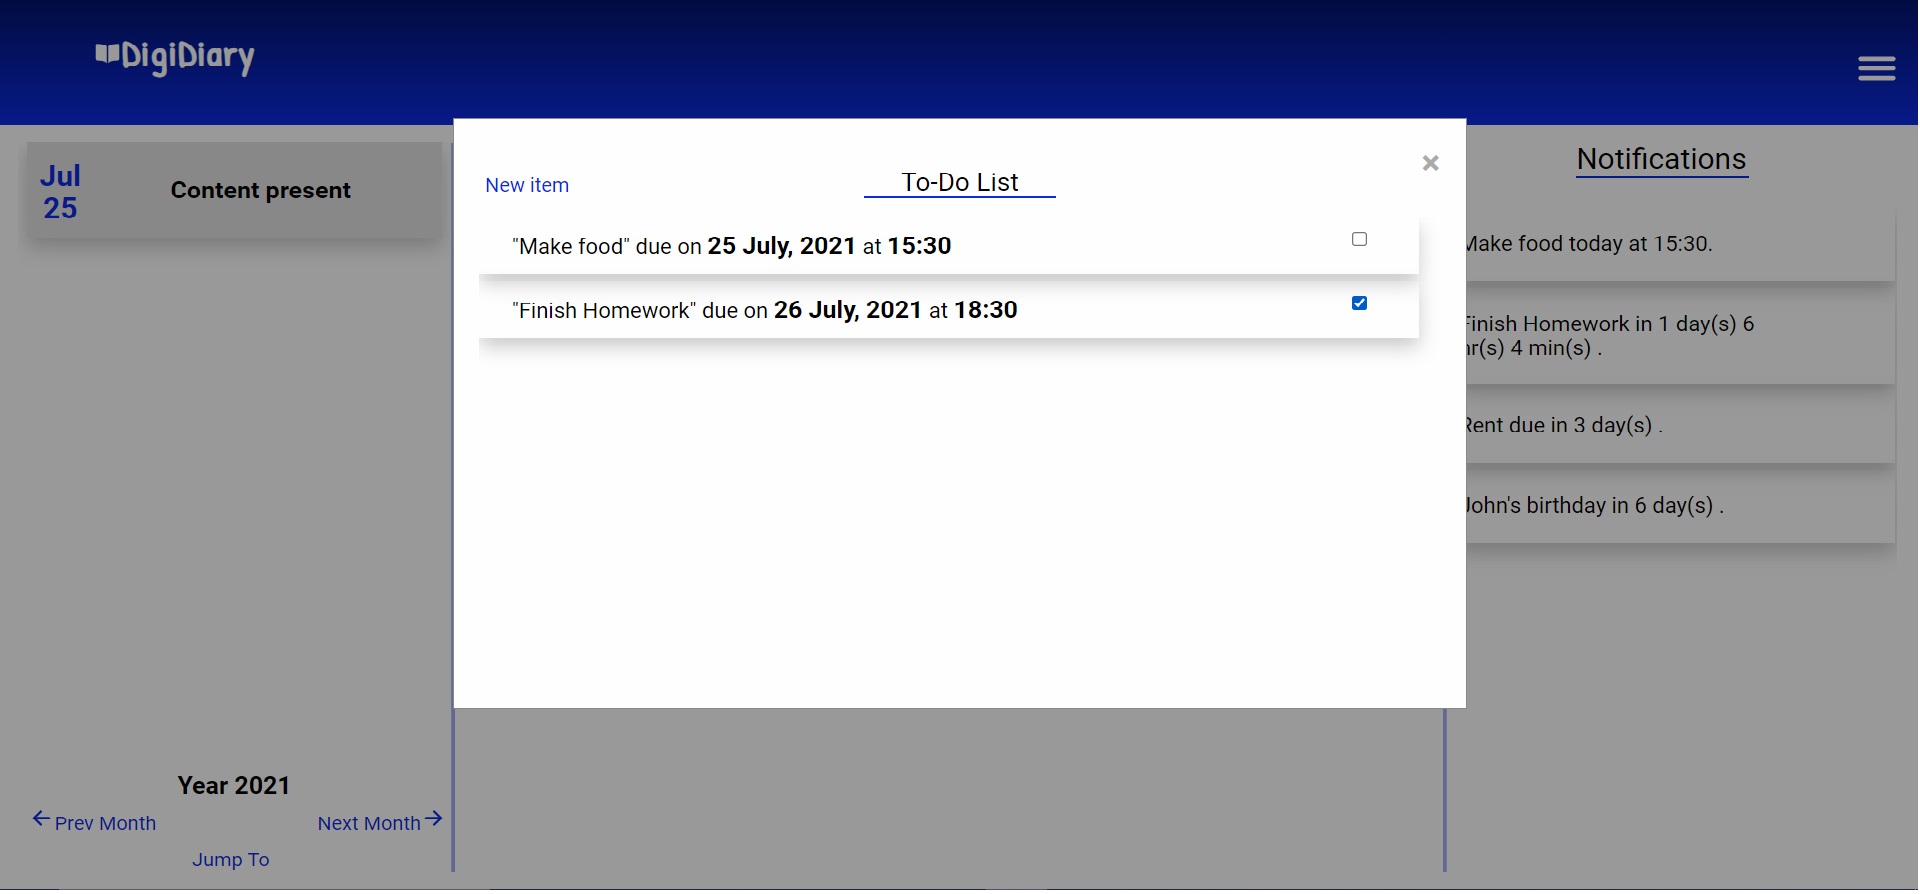 DigiDiary
Jul
25
Content present
Year 2021
Prev Month
Next Month
Jump To
New item
To-Do List
×
"Make food" due on 25 July, 2021 at 15:30
"Finish Homework" due on 26 July, 2021 at 18:30
Notifications
Make food today at 15:30.
Finish Homework in 1 day(s) 6
hr(s) 4 min(s) .
Rent due in 3 day(s) .
John's birthday in 6 day(s) .